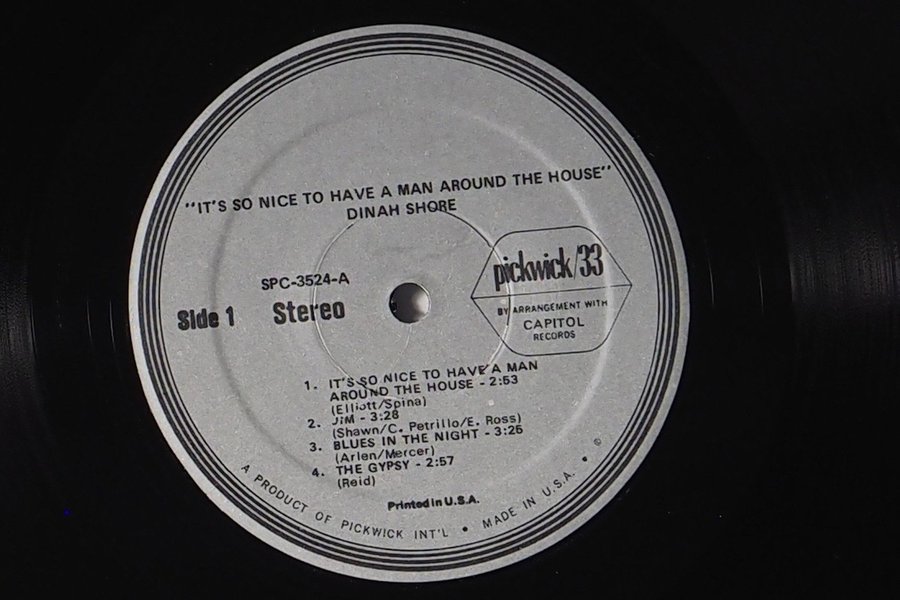 "IT'S SO NICE TO HAVE A MAN AROUND THE HOUSE"
DINAH SHORE
SPC-3524-A
Side 1
Stereo
pickwick/33
BY ARRANGEMENT WITH
CAPITOL
RECORDS
1. IT'S SO NICE TO HAVE A MAN
AROUND THE HOUSE - 2:53
(Elliott/Spina)
2. JIM - 3:28
(Shawn/C. Petrillo/E. Ross)
3. BLUES IN THE NIGHT - 3:25
(Arlen/Mercer)
4. THE GYPSY - 2:57
(Reid)
Printed in U.S.A.
A PRODUCT OF PICKWICK INT'L • MADE IN U.S.A. • ©